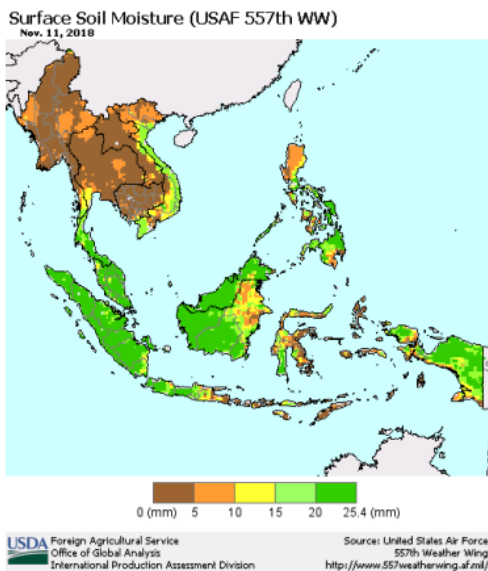 Surface Soil Moisture (USAF 557th WW)
Nov. 11, 2018
0 (mm) 5 10 15 20 25.4 (mm)
USDA Foreign Agricultural Service
Office of Global Analysis
International Production Assessment Division
Source: United States Air Force
557th Weather Wing
http://www.557weatherwing.af.mil/